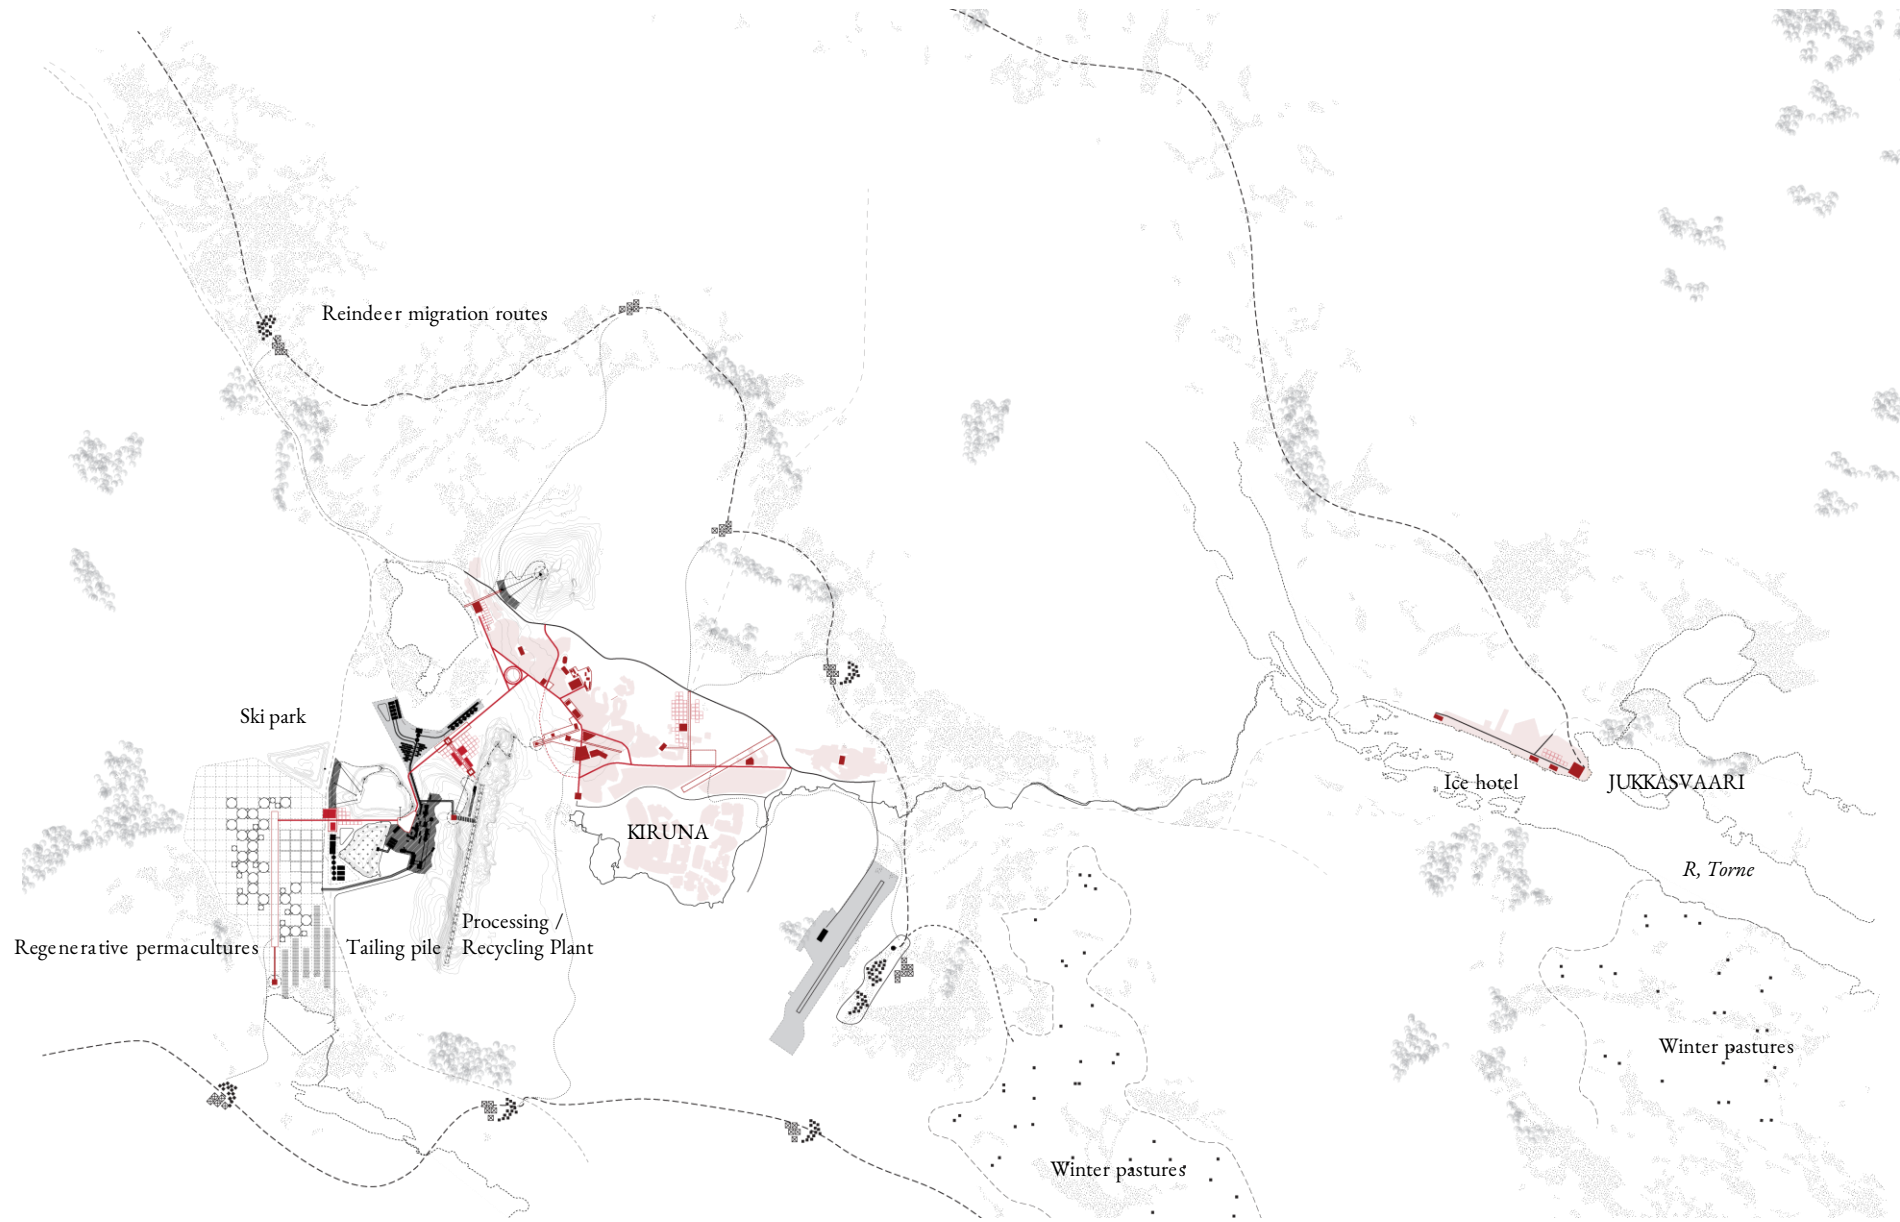 Reindeer migration routes
Ski park
Ice hotel
JUKKASVAARI
KIRUNA
R, Torne
Processing /
Regenerative permacultures
Tailing pile
Recycling Plant
Winter pastures
Winter pastures